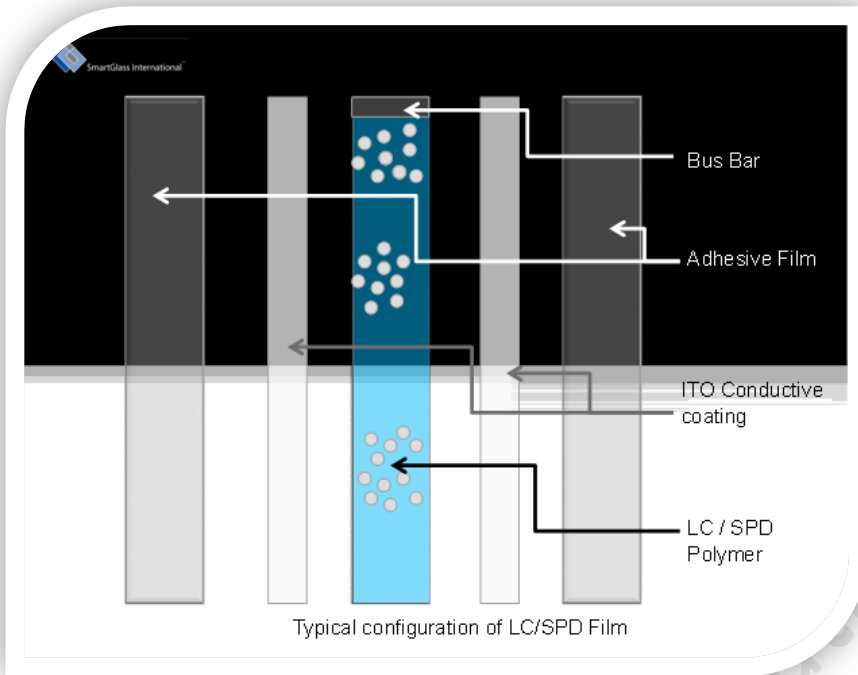 SmartGlass International
Bus Bar
Adhesive Film
ITO Conductive
coating
LC / SPD
Polymer
Typical configuration of LC/SPD Film